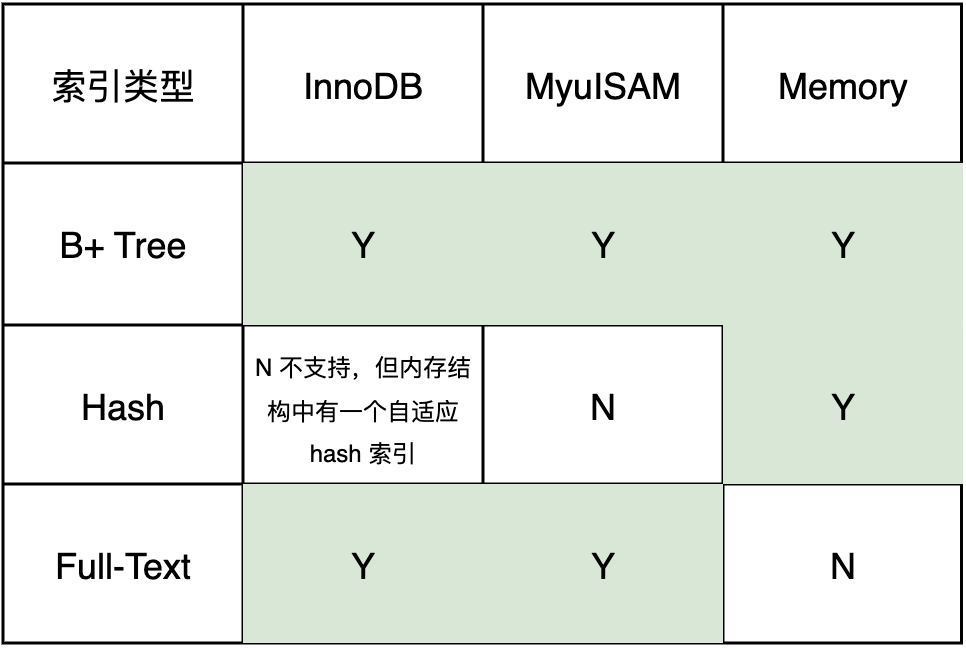 索引类型 InnoDB MyuISAM Memory
B+ Tree Y Y Y
Hash
N 不支持，但内存结
构中有一个自适应
hash 索引
N Y
Full-Text Y Y N